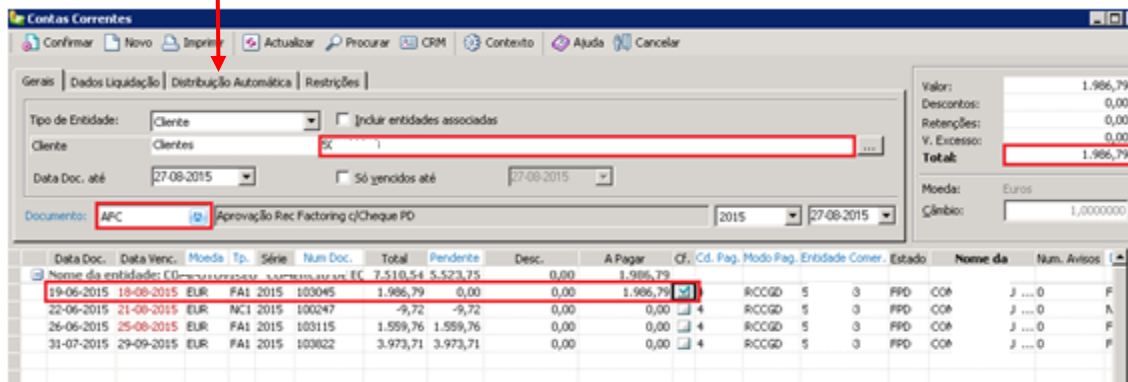 Contas Correntes
Confirmar Novo Imprimir Actualizar Procurar CRM Contexto Ajuda Cancelar
Gerais Dados Liquidação Distribuição Automática Restrições
Tipo de Entidade: Cliente Incluir entidades associadas
Cliente Clientes ...
Data Doc. até 27-08-2015 Só vencidos até 27-08-2015
Documento: Aprovação Rec Factoring c/Cheque PD 2015 27-08-2015
Valor: 1.986,79
Descontos: 0,00
Retenções: 0,00
V. Excesso: 0,00
Total: 1.986,79
Moeda: Euros
Câmbio: 1,0000000
Data Doc. Data Venc. Moeda Tp. Série Num Doc. Total Pendente Desc. A Pagar Cf. Cd. Pag. Modo Pag. Entidade Comer. Estado Nome da Num. Avisos
Nome da entidade: 7.510,54 5.523,75 0,00 1.986,79
19-06-2015 18-08-2015 EUR FA1 2015 103045 1.986,79 0,00 0,00 1.986,79 RCCGD 5 3 FPD J ... 0 F
22-06-2015 21-08-2015 EUR NC1 2015 100247 -9,72 -9,72 0,00 0,00 4 RCCGD 5 3 FPD J ... 0 N
26-06-2015 25-08-2015 EUR FA1 2015 103115 1.559,76 1.559,76 0,00 0,00 4 RCCGD 5 3 FPD J ... 0 F
31-07-2015 29-09-2015 EUR FA1 2015 103822 3.973,71 3.973,71 0,00 0,00 4 RCCGD 5 3 FPD J ... 0 F